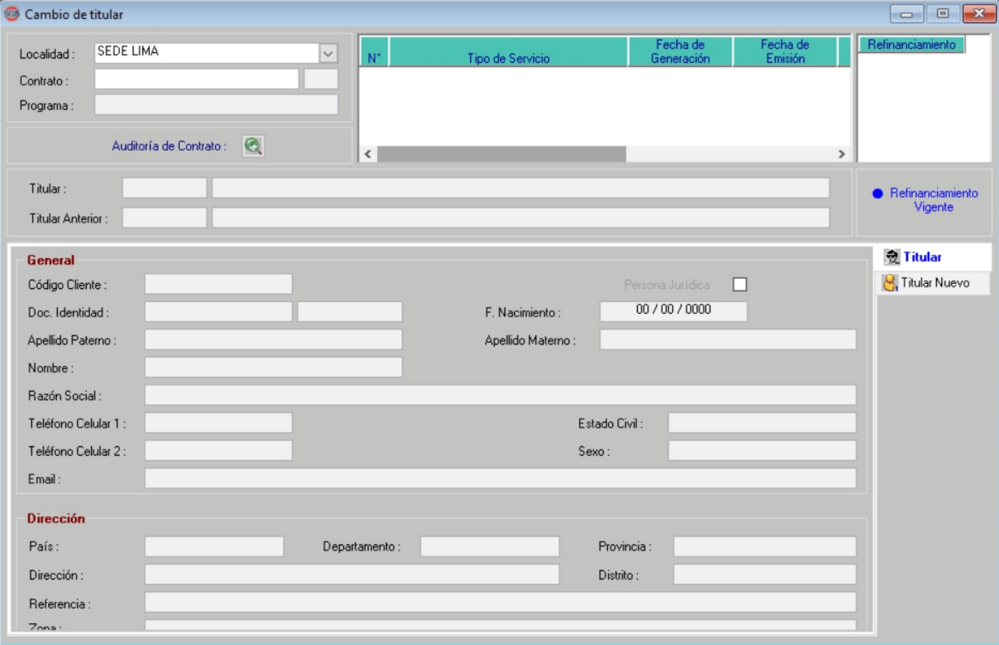 SG5 Cambio de titular
Localidad : SEDE LIMA
Contrato :
Programa :
Auditoría de Contrato :
N° Tipo de Servicio Fecha de Generación Fecha de Emisión
Refinanciamiento
Titular :
Titular Anterior :
Refinanciamiento
Vigente
Titular
Titular Nuevo
General
Código Cliente : Persona Jurídica
Doc. Identidad : F. Nacimiento : 00 / 00 / 0000
Apellido Paterno : Apellido Materno :
Nombre :
Razón Social :
Teléfono Celular 1 : Estado Civil :
Teléfono Celular 2 : Sexo :
Email :
Dirección
País : Departamento : Provincia :
Dirección : Distrito :
Referencia :
Zona :